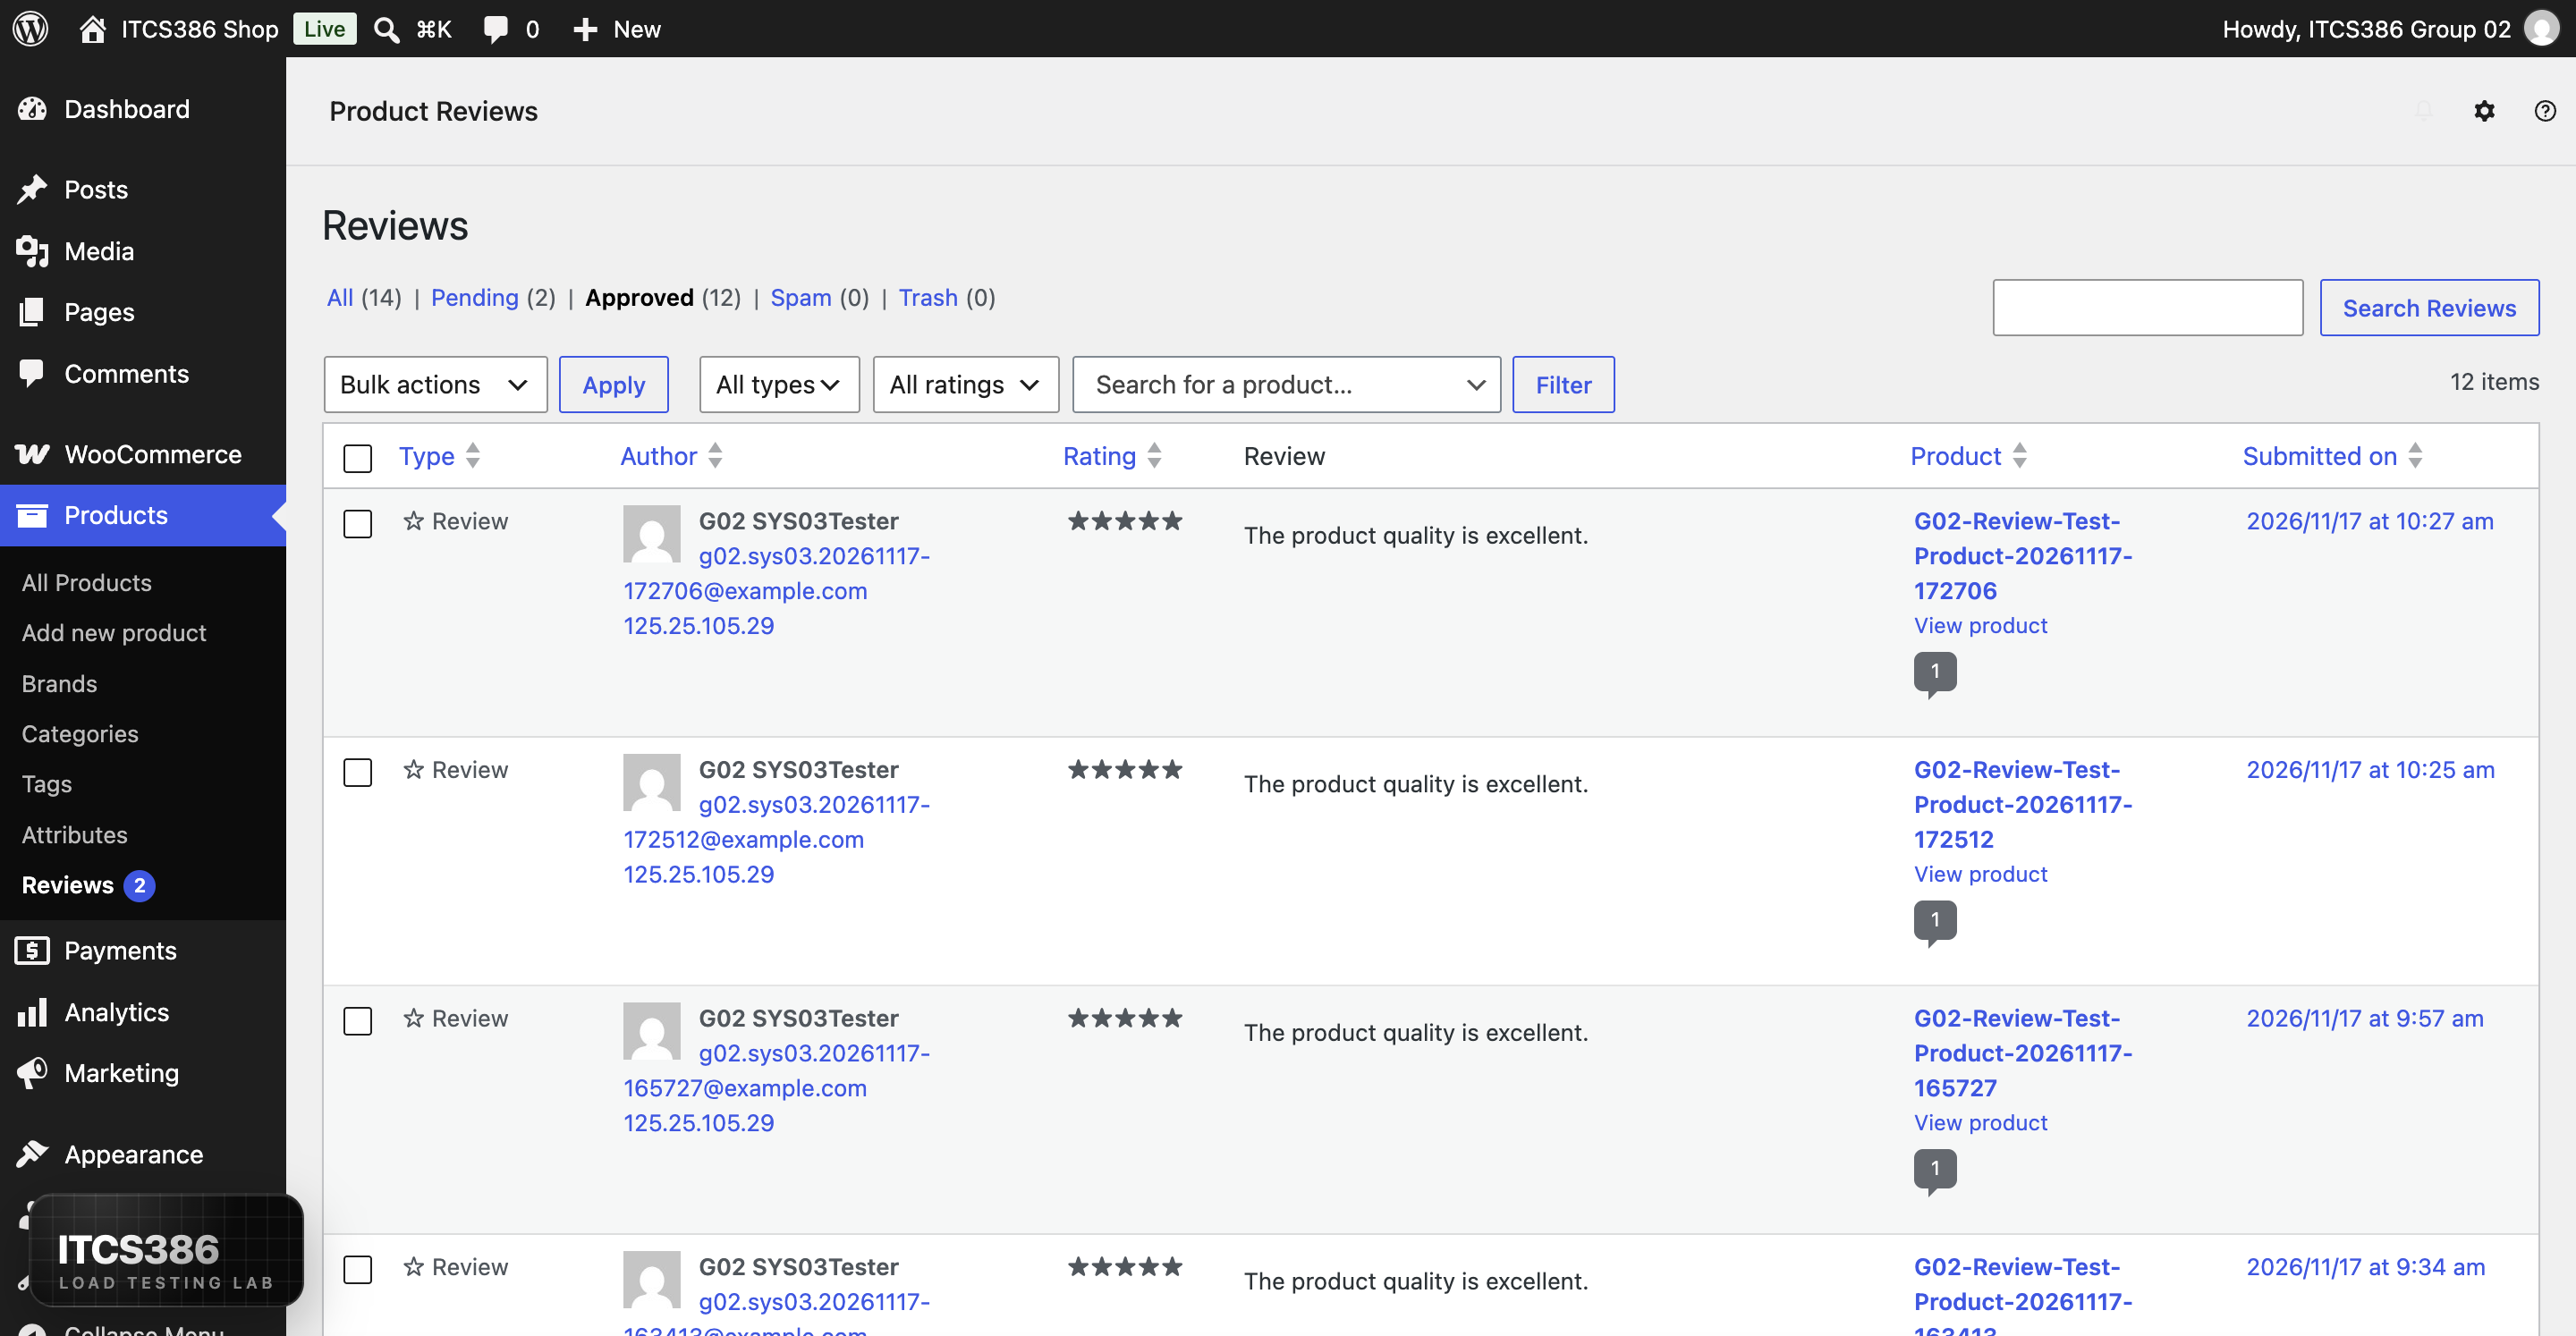 ITCS386 Shop Live ⌘K 0 New Howdy, ITCS386 Group 02
Dashboard
Posts
Media
Pages
Comments
WooCommerce
Products
All Products
Add new product
Brands
Categories
Tags
Attributes
Reviews 2
Payments
Analytics
Marketing
Appearance
ITCS386
LOAD TESTING LAB
Collapse Menu
Product Reviews
Reviews
All (14) | Pending (2) | Approved (12) | Spam (0) | Trash (0)
Search Reviews
Bulk actions Apply All types All ratings Search for a product... Filter 12 items
Type Author Rating Review Product Submitted on
Review
G02 SYS03Tester
g02.sys03.20261117-
172706@example.com
125.25.105.29
★★★★★
The product quality is excellent.
G02-Review-Test-
Product-20261117-
172706
View product
1
2026/11/17 at 10:27 am
Review
G02 SYS03Tester
g02.sys03.20261117-
172512@example.com
125.25.105.29
★★★★★
The product quality is excellent.
G02-Review-Test-
Product-20261117-
172512
View product
1
2026/11/17 at 10:25 am
Review
G02 SYS03Tester
g02.sys03.20261117-
165727@example.com
125.25.105.29
★★★★★
The product quality is excellent.
G02-Review-Test-
Product-20261117-
165727
View product
1
2026/11/17 at 9:57 am
Review
G02 SYS03Tester
g02.sys03.20261117-
163413@example.com
★★★★★
The product quality is excellent.
G02-Review-Test-
Product-20261117-
163413
2026/11/17 at 9:34 am